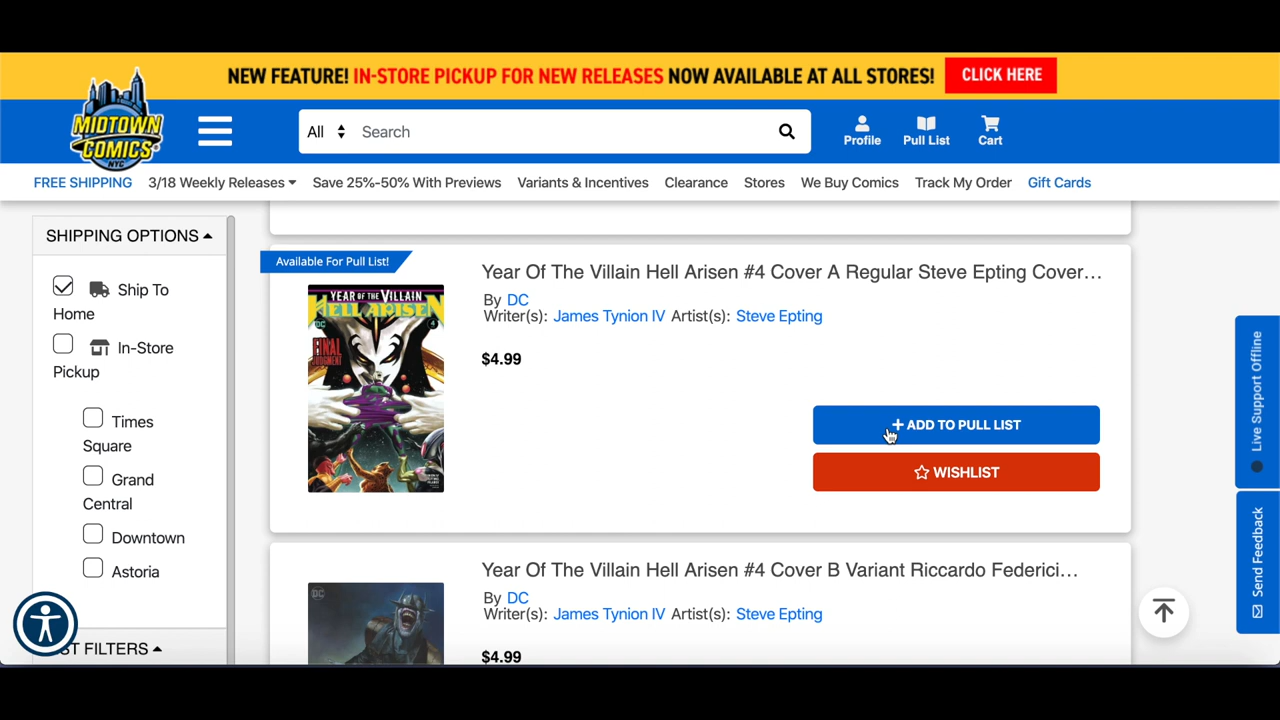 NEW FEATURE! IN-STORE PICKUP FOR NEW RELEASES NOW AVAILABLE AT ALL STORES! CLICK HERE
MIDTOWN
COMICS
NYC
All Search
Profile Pull List Cart
FREE SHIPPING 3/18 Weekly Releases Save 25%-50% With Previews Variants & Incentives Clearance Stores We Buy Comics Track My Order Gift Cards
SHIPPING OPTIONS
Ship To
Home
In-Store
Pickup
Times
Square
Grand
Central
Downtown
Astoria
ST FILTERS
Available For Pull List!
YEAR OF THE VILLAIN
HELL ARISEN
DC
4
FINAL
JUDGMENT
Year Of The Villain Hell Arisen #4 Cover A Regular Steve Epting Cover...
By DC
Writer(s): James Tynion IV Artist(s): Steve Epting
$4.99
+ ADD TO PULL LIST
WISHLIST
DC
Year Of The Villain Hell Arisen #4 Cover B Variant Riccardo Federici...
By DC
Writer(s): James Tynion IV Artist(s): Steve Epting
$4.99
Live Support Offline
Send Feedback